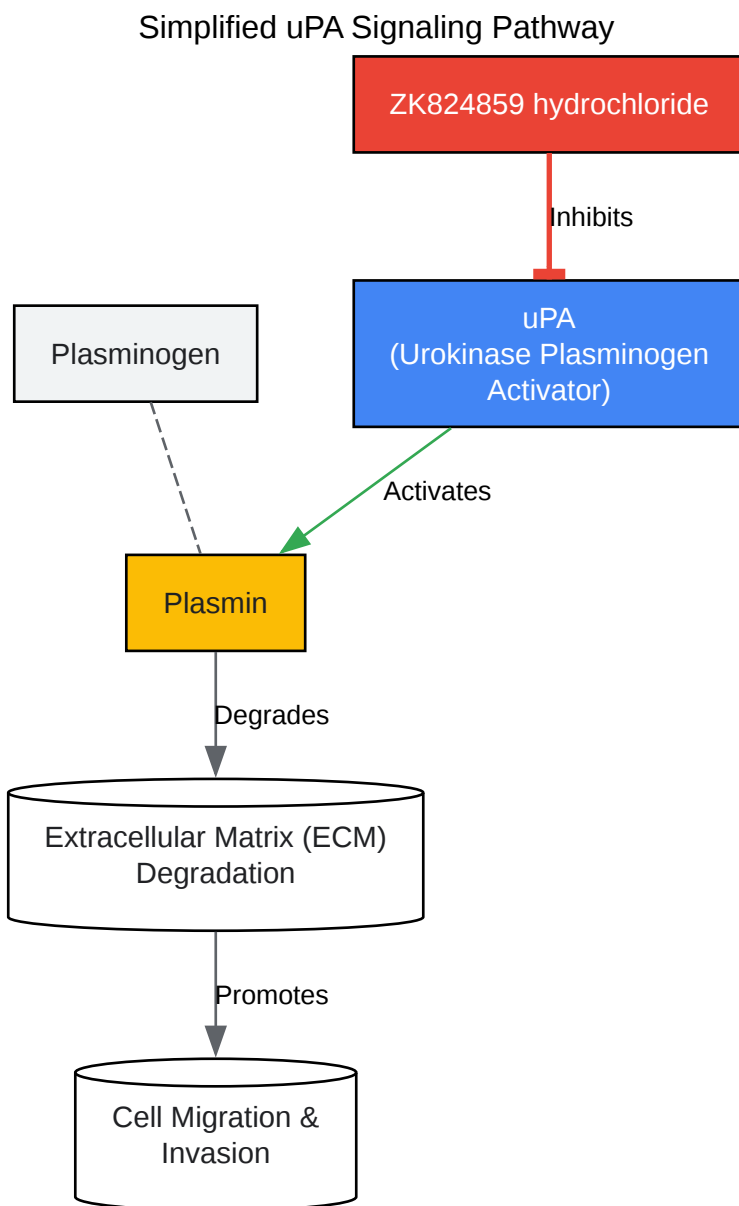 Simplified uPA Signaling Pathway
ZK824859 hydrochloride
Inhibits
uPA
(Urokinase Plasminogen
Activator)
Plasminogen
Activates
Plasmin
Degrades
Extracellular Matrix (ECM)
Degradation
Promotes
Cell Migration &
Invasion